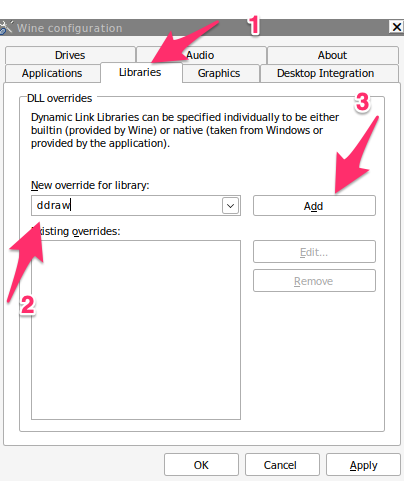 Wine configuration
1
Drives
Audio
About
Applications
Libraries
Graphics
Desktop Integration
DLL overrides
Dynamic Link Libraries can be specified individually to be either
builtin (provided by Wine) or native (taken from Windows or
provided by the application).
3
New override for library:
ddraw
Add
Existing overrides:
Edit...
2
Remove
OK
Cancel
Apply